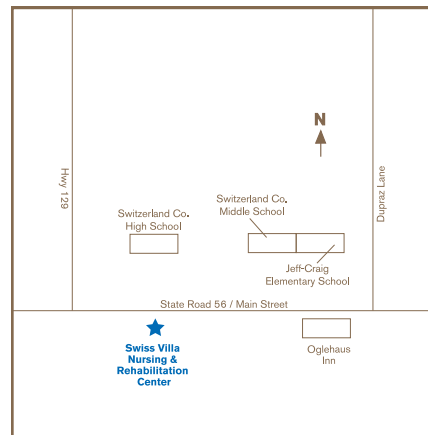 N
Hwy 129
Dupraz Lane
Switzerland Co.
Middle School
Switzerland Co.
High School
Jeff-Craig
Elementary School
State Road 56 / Main Street
Swiss Villa
Nursing &
Rehabilitation
Center
Oglehaus
Inn